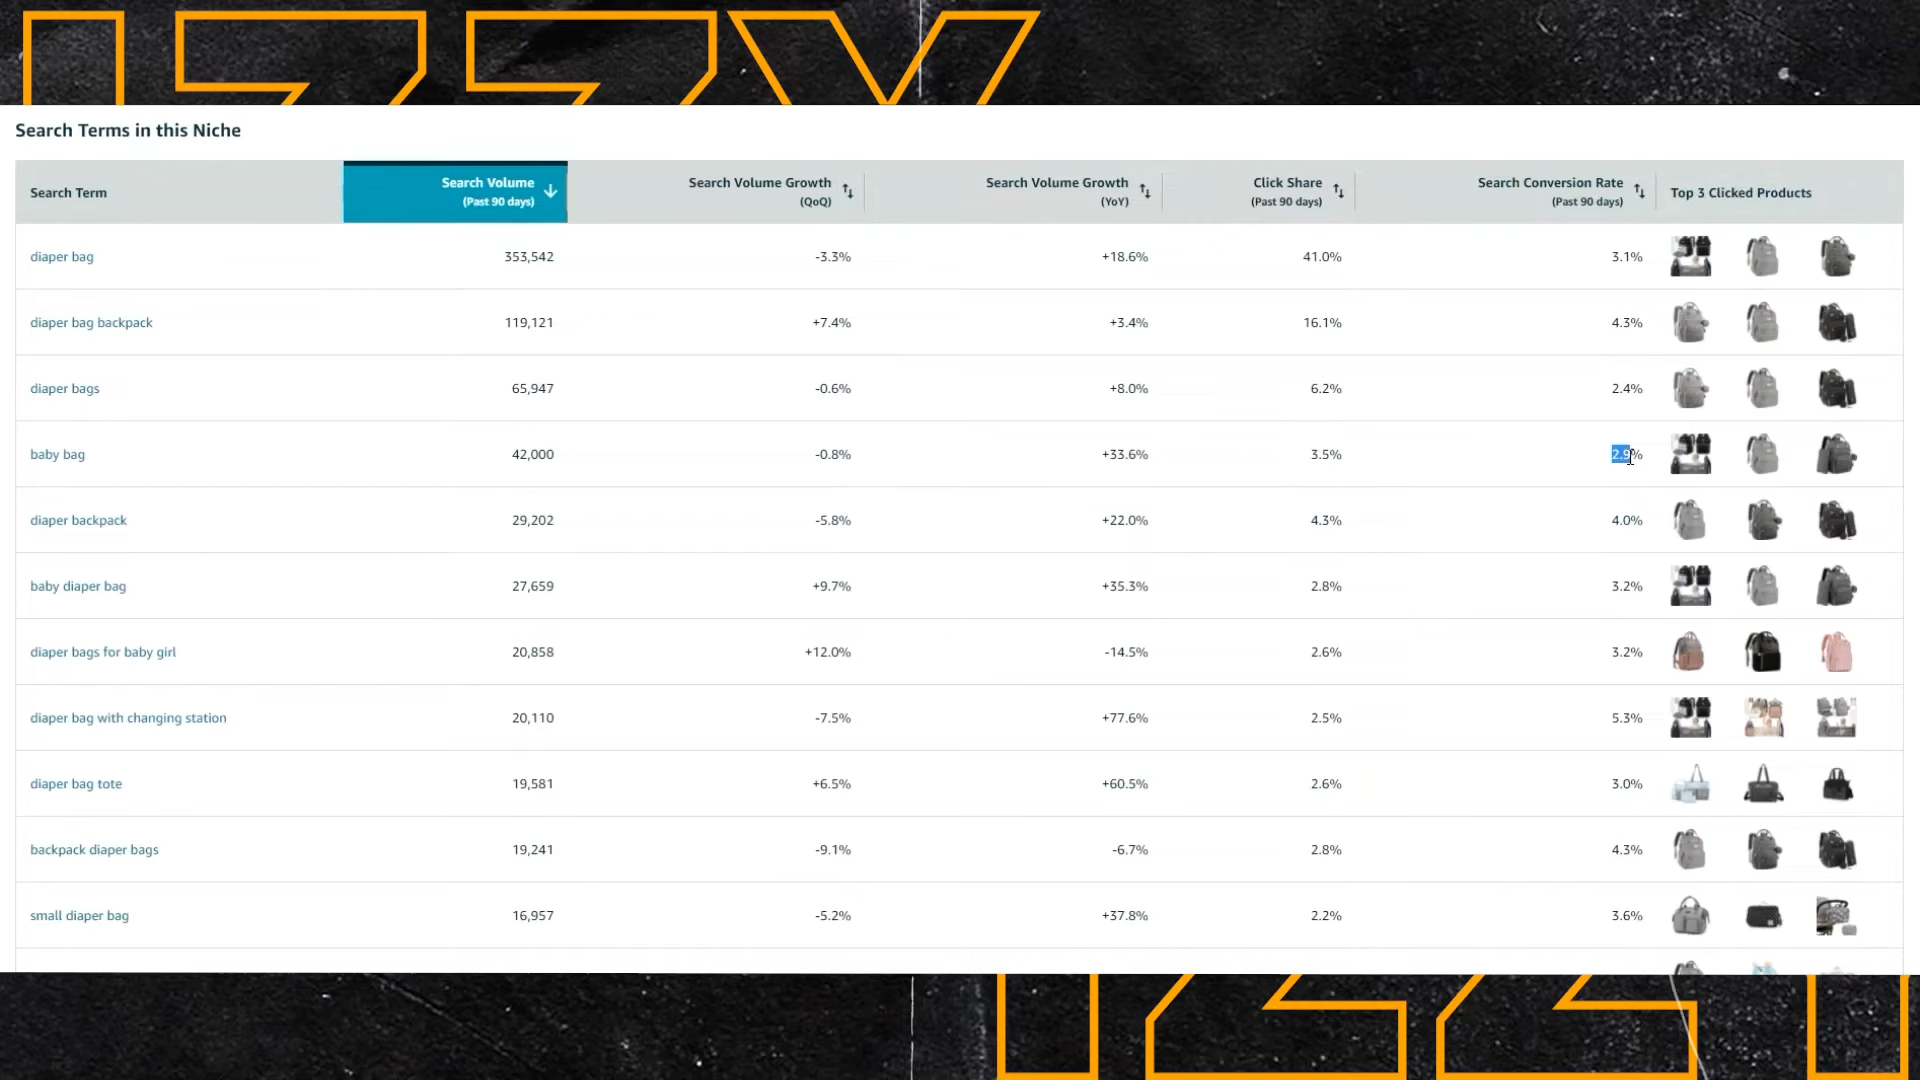 IZZY
Search Terms in this Niche
Search Term
Search Volume
(Past 90 days)
Search Volume Growth
(QoQ)
Search Volume Growth
(YoY)
Click Share
(Past 90 days)
Search Conversion Rate
(Past 90 days)
Top 3 Clicked Products
diaper bag 353,542 -3.3% +18.6% 41.0% 3.1%
diaper bag backpack 119,121 +7.4% +3.4% 16.1% 4.3%
diaper bags 65,947 -0.6% +8.0% 6.2% 2.4%
baby bag 42,000 -0.8% +33.6% 3.5% 2.9%
diaper backpack 29,202 -5.8% +22.0% 4.3% 4.0%
baby diaper bag 27,659 +9.7% +35.3% 2.8% 3.2%
diaper bags for baby girl 20,858 +12.0% -14.5% 2.6% 3.2%
diaper bag with changing station 20,110 -7.5% +77.6% 2.5% 5.3%
diaper bag tote 19,581 +6.5% +60.5% 2.6% 3.0%
backpack diaper bags 19,241 -9.1% -6.7% 2.8% 4.3%
small diaper bag 16,957 -5.2% +37.8% 2.2% 3.6%